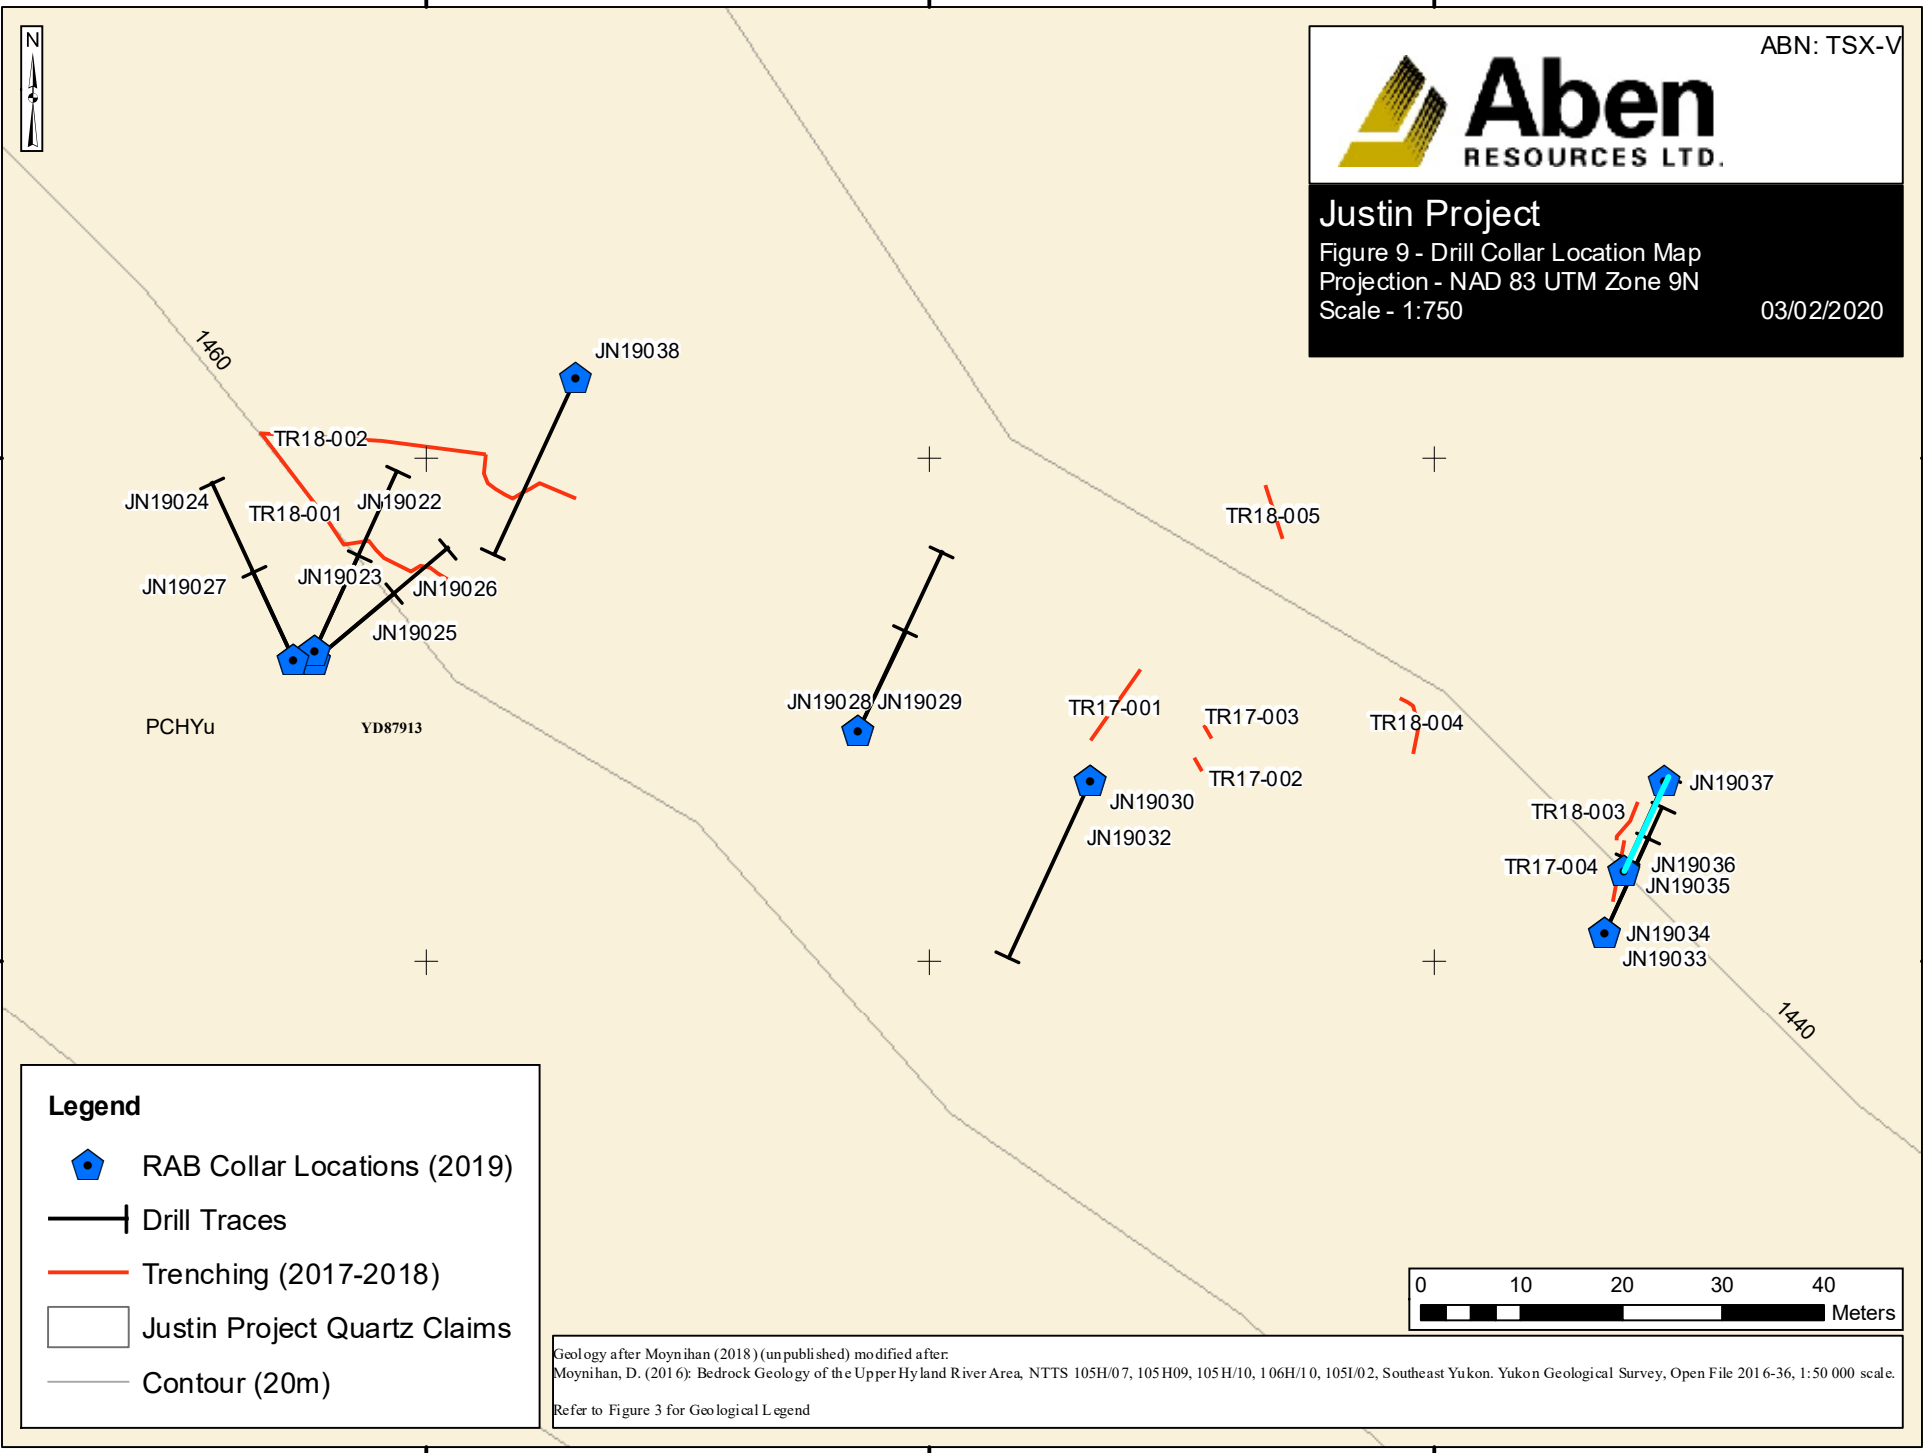 N
ABN: TSX-V
Aben
RESOURCES LTD.
Justin Project
Figure 9 - Drill Collar Location Map
Projection - NAD 83 UTM Zone 9N
Scale - 1:750 03/02/2020
1460
JN19038
TR18-002
JN19024
JN19022
TR18-001
TR18-005
JN19023
JN19027
JN19026
JN19025
JN19028
JN19029
TR17-001
TR17-003
TR18-004
PCHYu
YD87913
TR17-002
JN19037
JN19030
TR18-003
JN19032
TR17-004
JN19036
JN19035
JN19034
JN19033
1440
Legend
RAB Collar Locations (2019)
Drill Traces
Trenching (2017-2018)
Justin Project Quartz Claims
Contour (20m)
0 10 20 30 40
Meters
Geology after Moynihan (2018) (unpublished) modified after:
Moynihan, D. (2016): Bedrock Geology of the Upper Hyland River Area, NTTS 105H/07, 105H09, 105H/10, 106H/10, 105I/02, Southeast Yukon. Yukon Geological Survey, Open File 2016-36, 1:50 000 scale.
Refer to Figure 3 for Geological Legend